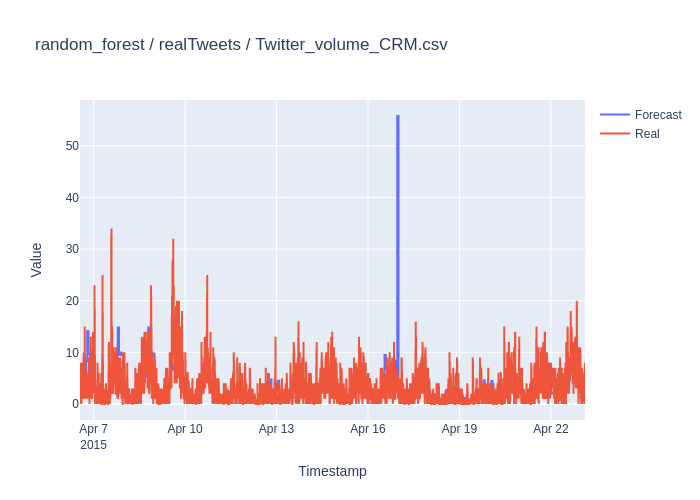 random_forest / realTweets / Twitter_volume_CRM.csv
Forecast
Real
Value
50
40
30
20
10
0
Apr 7
2015
Apr 10
Apr 13
Apr 16
Apr 19
Apr 22
Timestamp